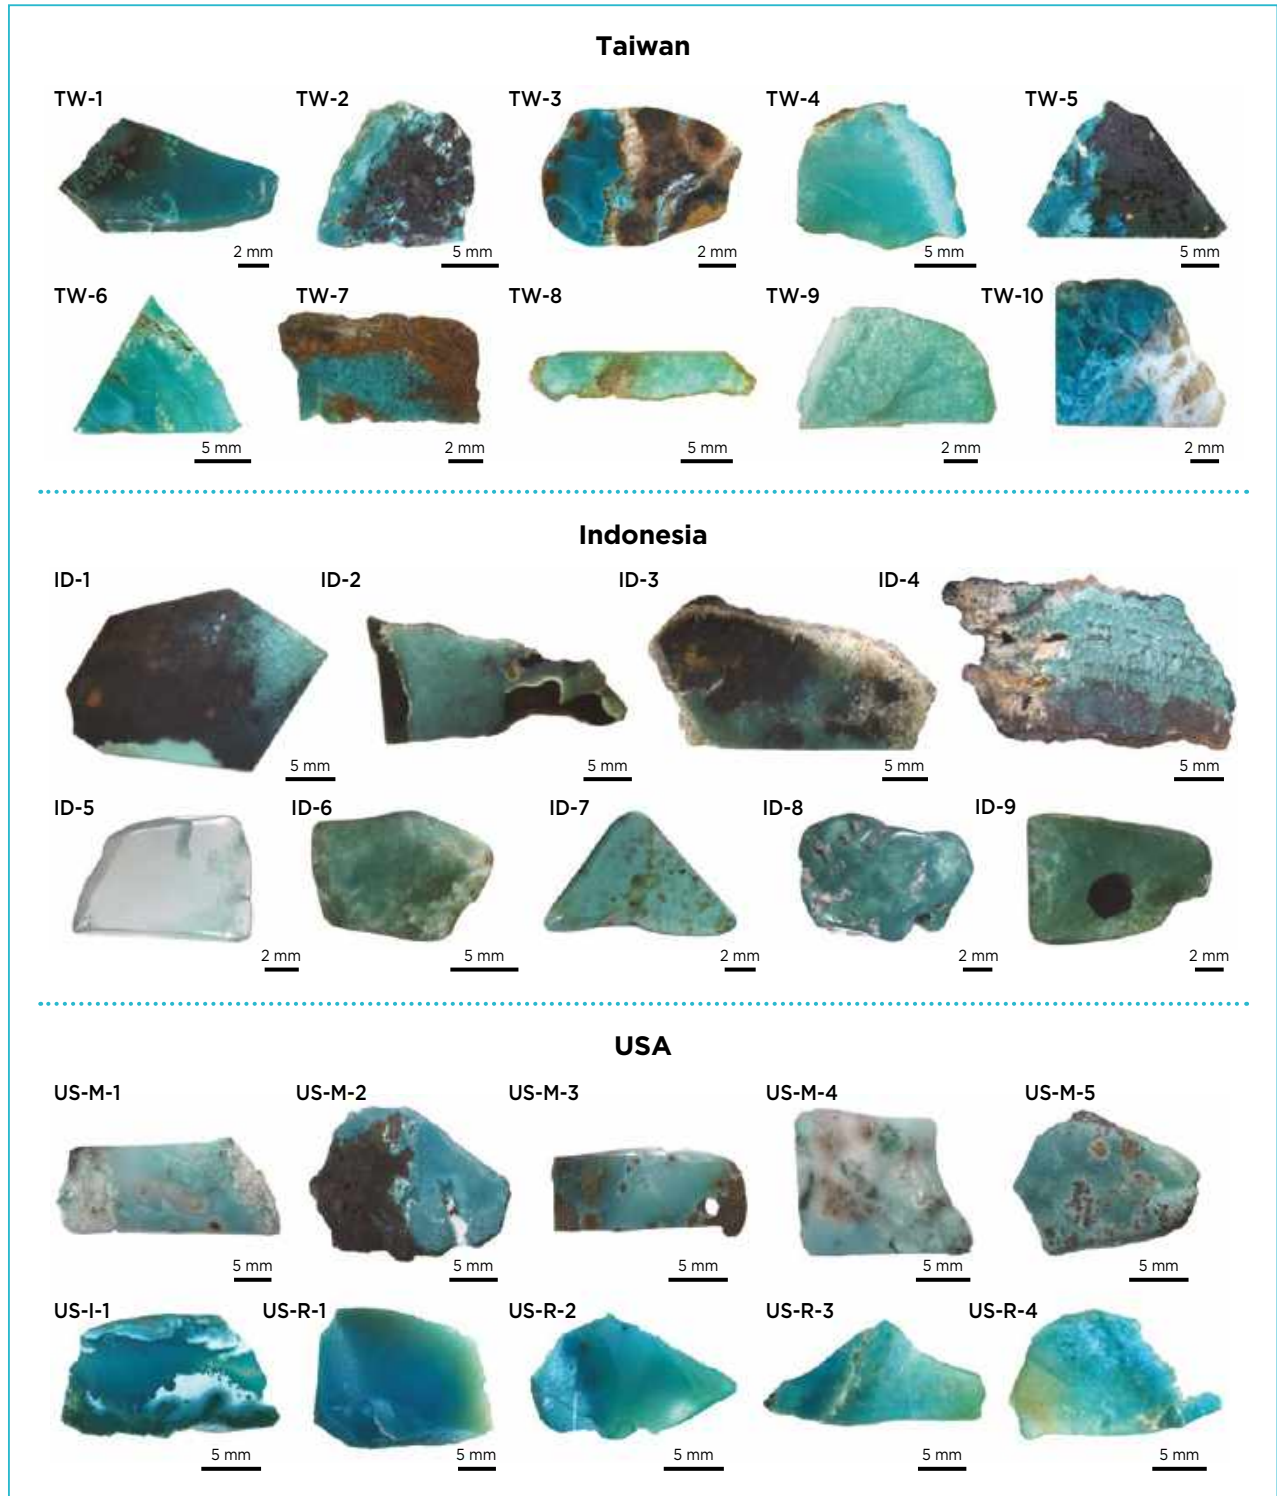 Taiwan
TW-1 TW-2 TW-3 TW-4 TW-5
2 mm 5 mm 2 mm 5 mm 5 mm
TW-6 TW-7 TW-8 TW-9 TW-10
5 mm 2 mm 5 mm 2 mm 2 mm
Indonesia
ID-1 ID-2 ID-3 ID-4
5 mm 5 mm 5 mm 5 mm
ID-5 ID-6 ID-7 ID-8 ID-9
2 mm 5 mm 2 mm 2 mm 2 mm
USA
US-M-1 US-M-2 US-M-3 US-M-4 US-M-5
5 mm 5 mm 5 mm 5 mm 5 mm
US-I-1 US-R-1 US-R-2 US-R-3 US-R-4
5 mm 5 mm 5 mm 5 mm 5 mm